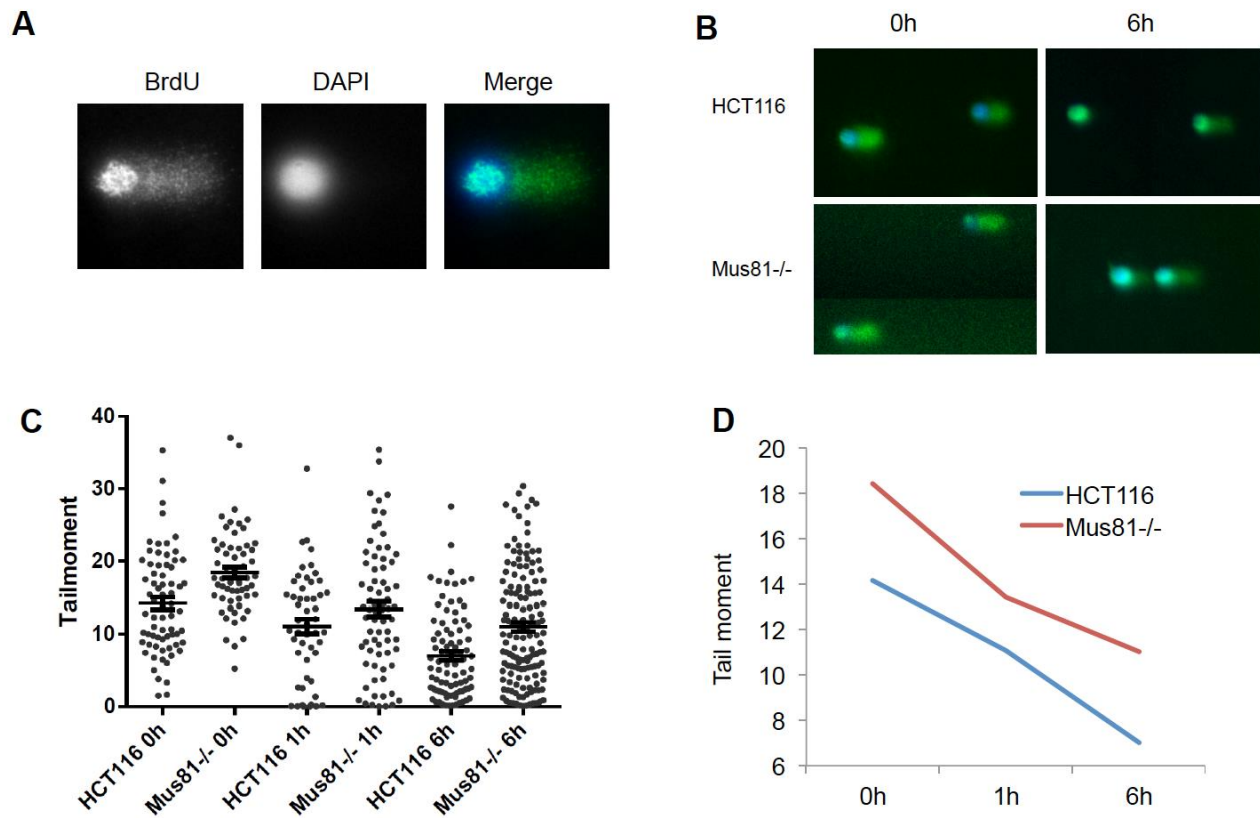 A
BrdU DAPI Merge
B
0h 6h
HCT116
Mus81-/-
C
Tailmoment
40
30
20
10
0
HCT116 0h
Mus81-/- 0h
HCT116 1h
Mus81-/- 1h
HCT116 6h
Mus81-/- 6h
D
Tail moment
20
18
16
14
12
10
8
6
HCT116
Mus81-/-
0h 1h 6h